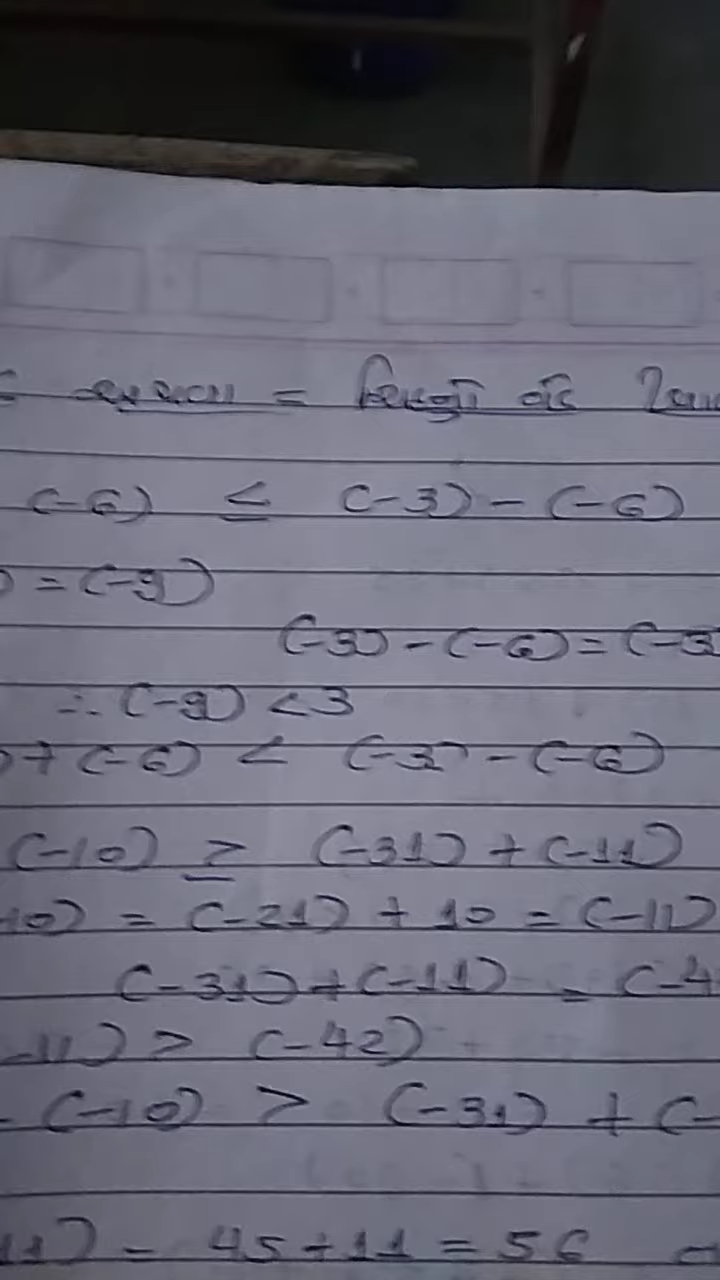 (-6) ≤ (-3) - (-6)
) = (-9)
(-3) - (-6) = (-3
∴ (-9) < 3
) + (-6) < (-3) - (-6)
(-10) ≥ (-31) + (-11)
10) = (-21) + 10 = (-11)
(-31) + (-11) = (-4
-11) > (-42)
- (-10) > (-31) + (-
11) = 45 + 11 = 56